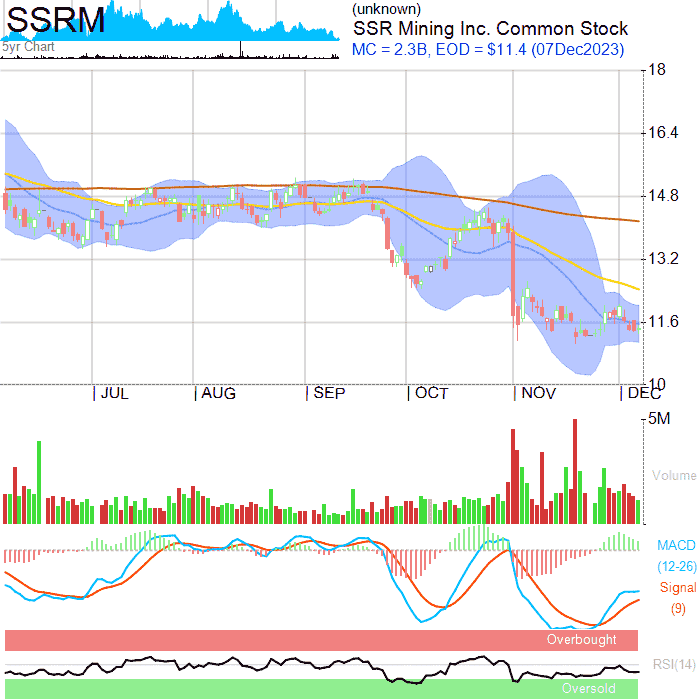 SSRM
5yr Chart
(unknown)
SSR Mining Inc. Common Stock
MC = 2.3B, EOD = $11.4 (07Dec2023)
18
16.4
14.8
13.2
11.6
10
JUL
AUG
SEP
OCT
NOV
DEC
5M
Volume
MACD
(12-26)
Signal
(9)
Overbought
RSI(14)
Oversold